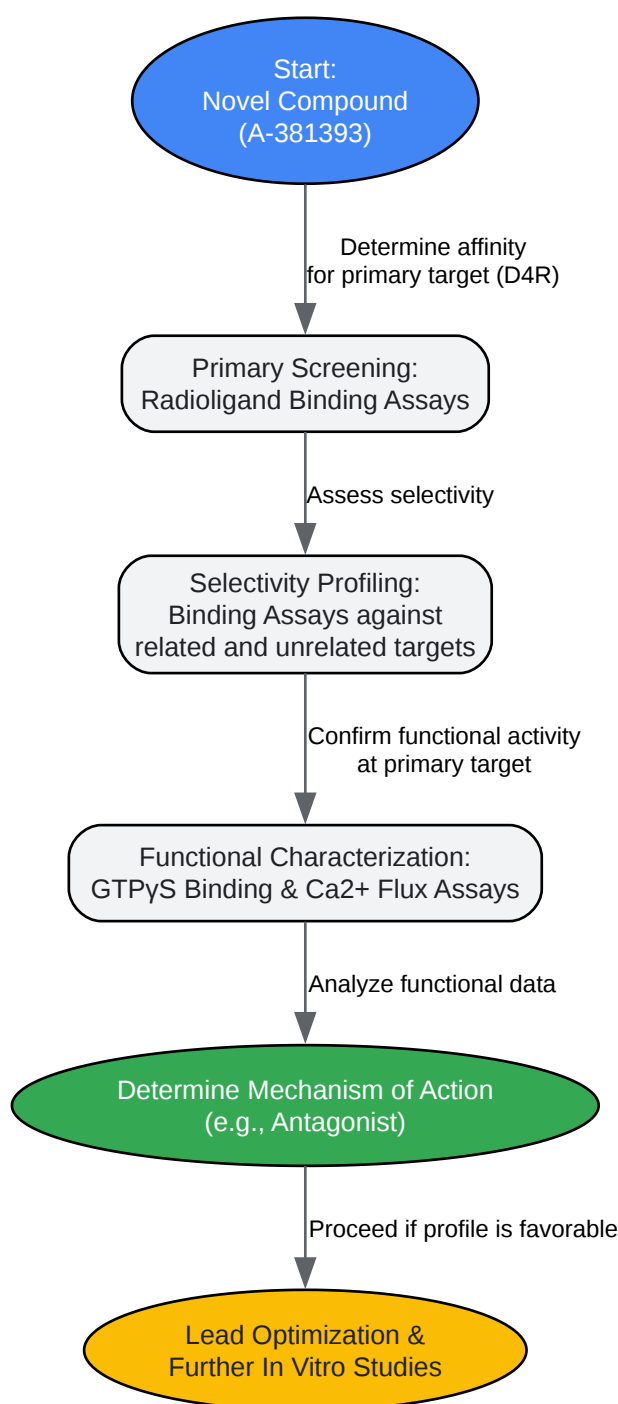 Start:
Novel Compound
(A-381393)
Determine affinity
for primary target (D4R)
Primary Screening:
Radioligand Binding Assays
Assess selectivity
Selectivity Profiling:
Binding Assays against
related and unrelated targets
Confirm functional activity
at primary target
Functional Characterization:
GTPγS Binding & Ca2+ Flux Assays
Analyze functional data
Determine Mechanism of Action
(e.g., Antagonist)
Proceed if profile is favorable
Lead Optimization &
Further In Vitro Studies